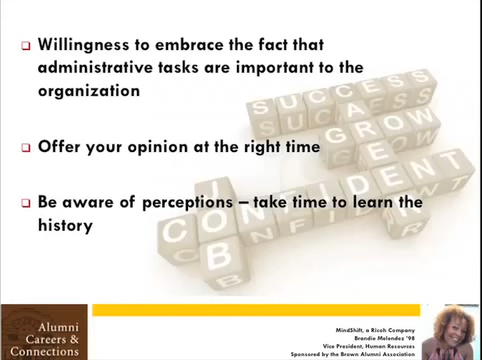 Willingness to embrace the fact that
administrative tasks are important to the
organization
Offer your opinion at the right time
Be aware of perceptions – take time to learn the
history
SUCCESS
CAREER
GROW
CONFIDENT
JOB
Alumni
Careers &
Connections
MindShift, a Ricoh Company
Brandie Melendez '98
Vice President, Human Resources
Sponsored by the Brown Alumni Association